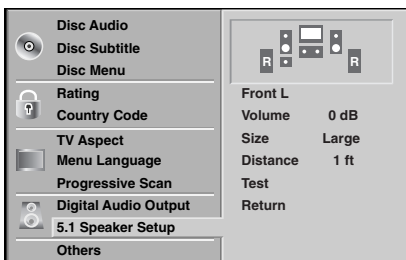 Disc Audio
Disc Subtitle
Disc Menu
Rating
Country Code
TV Aspect
Menu Language
Progressive Scan
Digital Audio Output
5.1 Speaker Setup
Others
R R
Front L
Volume 0 dB
Size Large
Distance 1 ft
Test
Return